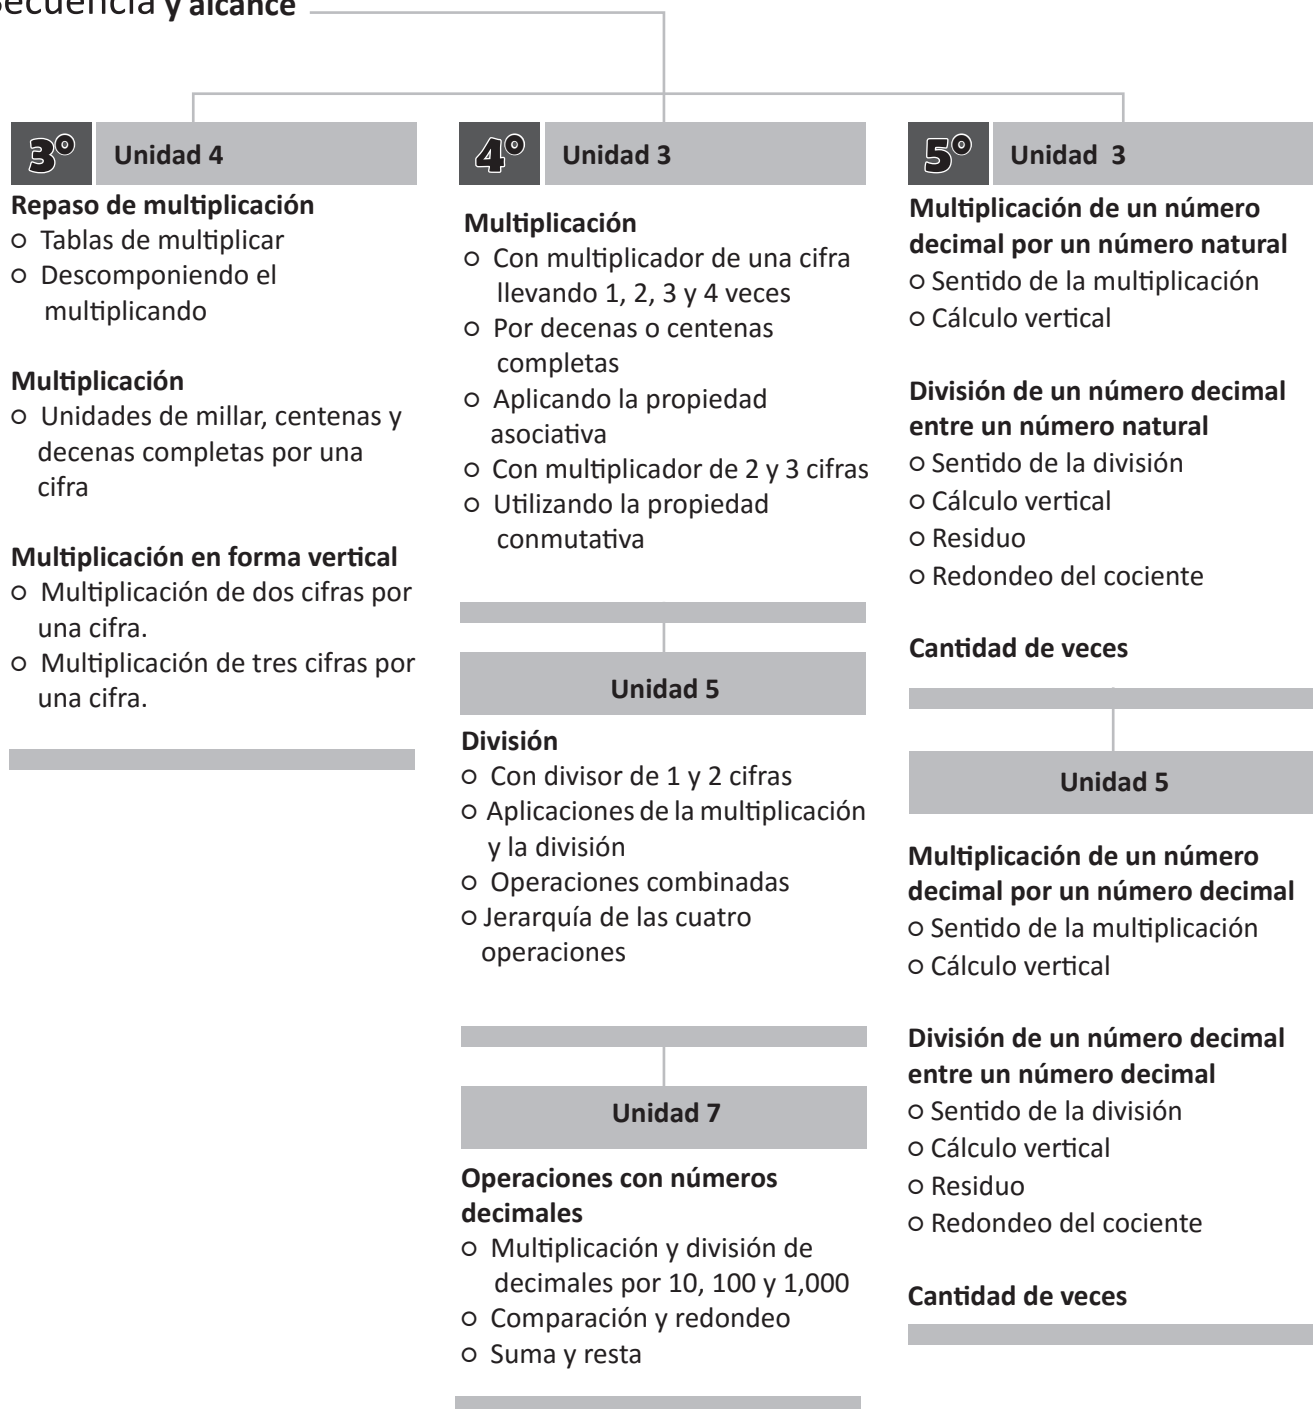 Secuencia y alcance
3º Unidad 4
Repaso de multiplicación
o Tablas de multiplicar
o Descomponiendo el
multiplicando
Multiplicación
o Unidades de millar, centenas y
decenas completas por una
cifra
Multiplicación en forma vertical
o Multiplicación de dos cifras por
una cifra.
o Multiplicación de tres cifras por
una cifra.
4º Unidad 3
Multiplicación
o Con multiplicador de una cifra
llevando 1, 2, 3 y 4 veces
o Por decenas o centenas
completas
o Aplicando la propiedad
asociativa
o Con multiplicador de 2 y 3 cifras
o Utilizando la propiedad
conmutativa
Unidad 5
División
o Con divisor de 1 y 2 cifras
o Aplicaciones de la multiplicación
y la división
o Operaciones combinadas
o Jerarquía de las cuatro
operaciones
Unidad 7
Operaciones con números
decimales
o Multiplicación y división de
decimales por 10, 100 y 1,000
o Comparación y redondeo
o Suma y resta
5º Unidad 3
Multiplicación de un número
decimal por un número natural
o Sentido de la multiplicación
o Cálculo vertical
División de un número decimal
entre un número natural
o Sentido de la división
o Cálculo vertical
o Residuo
o Redondeo del cociente
Cantidad de veces
Unidad 5
Multiplicación de un número
decimal por un número decimal
o Sentido de la multiplicación
o Cálculo vertical
División de un número decimal
entre un número decimal
o Sentido de la división
o Cálculo vertical
o Residuo
o Redondeo del cociente
Cantidad de veces